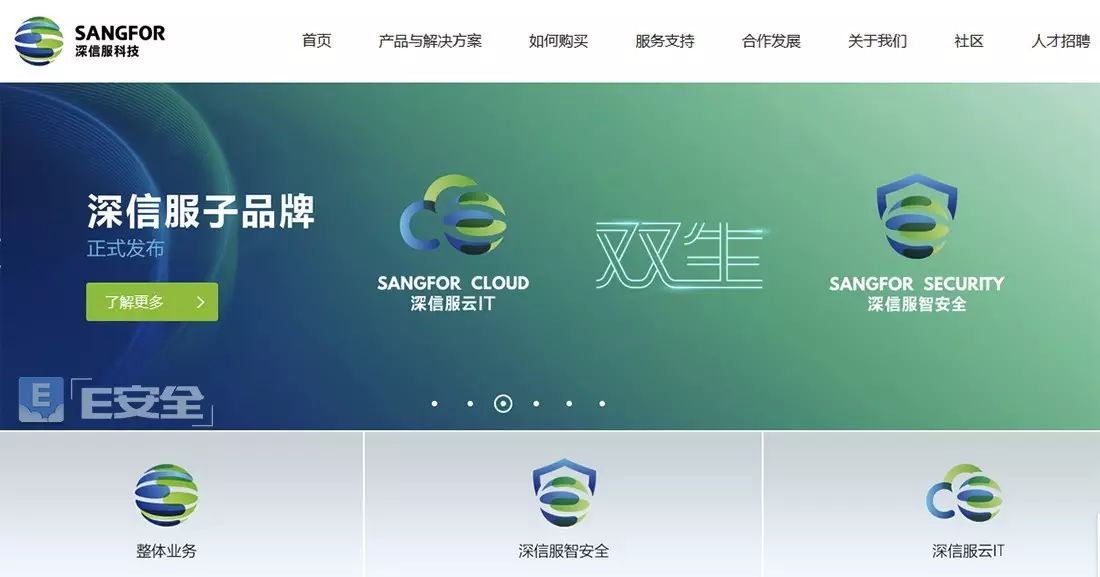 SANGFOR
深信服科技
首页 产品与解决方案 如何购买 服务支持 合作发展 关于我们 社区 人才招聘
深信服子品牌
正式发布
了解更多
SANGFOR CLOUD
深信服云IT
双生
SANGFOR SECURITY
深信服智安全
E
E安全
整体业务
深信服智安全
深信服云IT